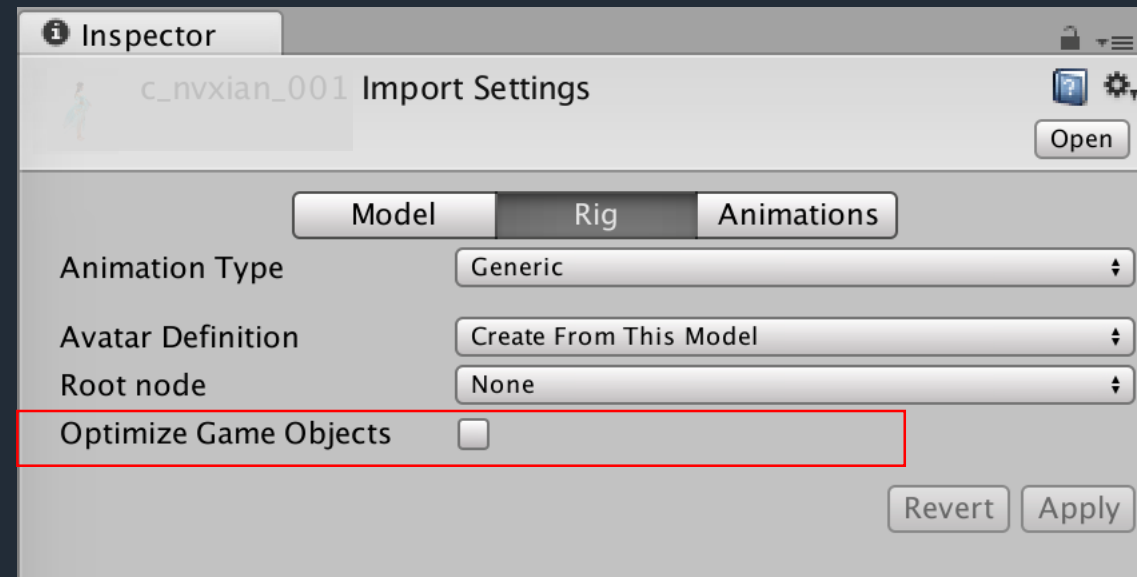 Inspector
c_nvxian_001 Import Settings
Open
Model Rig Animations
Animation Type Generic
Avatar Definition Create From This Model
Root node None
Optimize Game Objects
Revert Apply